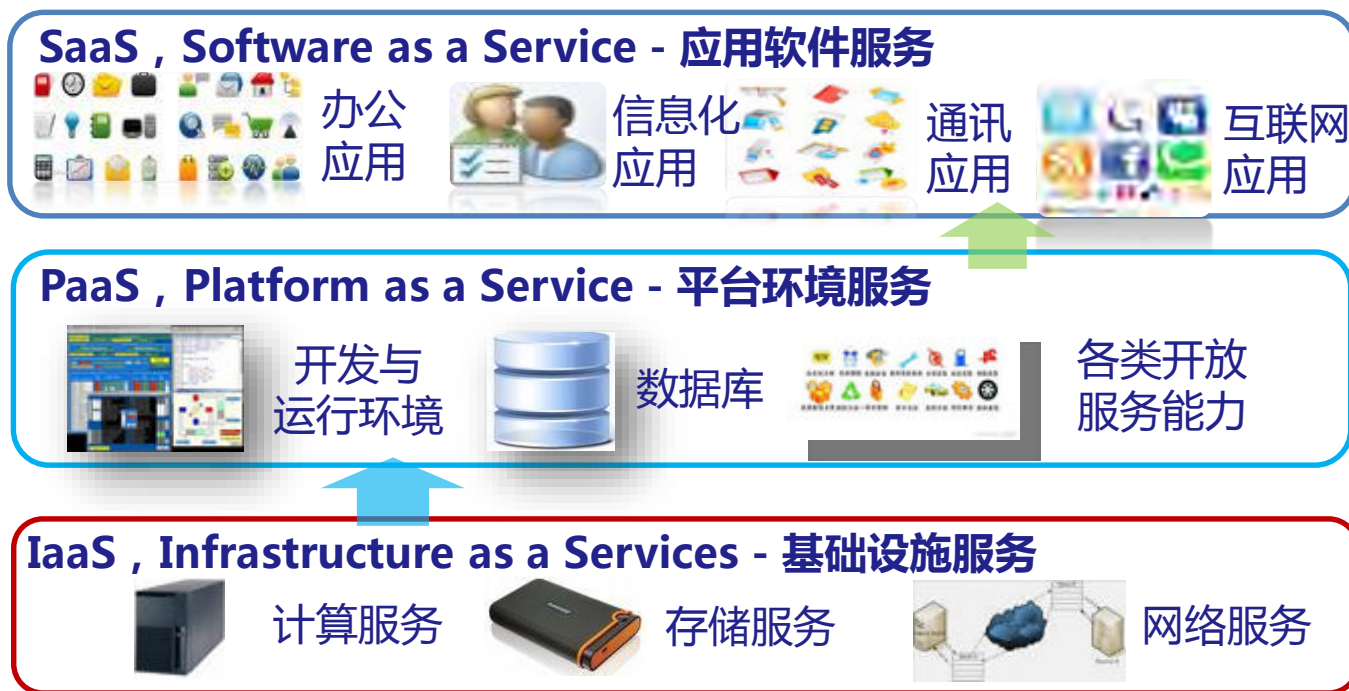 SaaS，Software as a Service - 应用软件服务
办公
应用
信息化
应用
通讯
应用
互联网
应用
PaaS，Platform as a Service - 平台环境服务
开发与
运行环境
数据库
各类开放
服务能力
IaaS，Infrastructure as a Services - 基础设施服务
计算服务
存储服务
网络服务